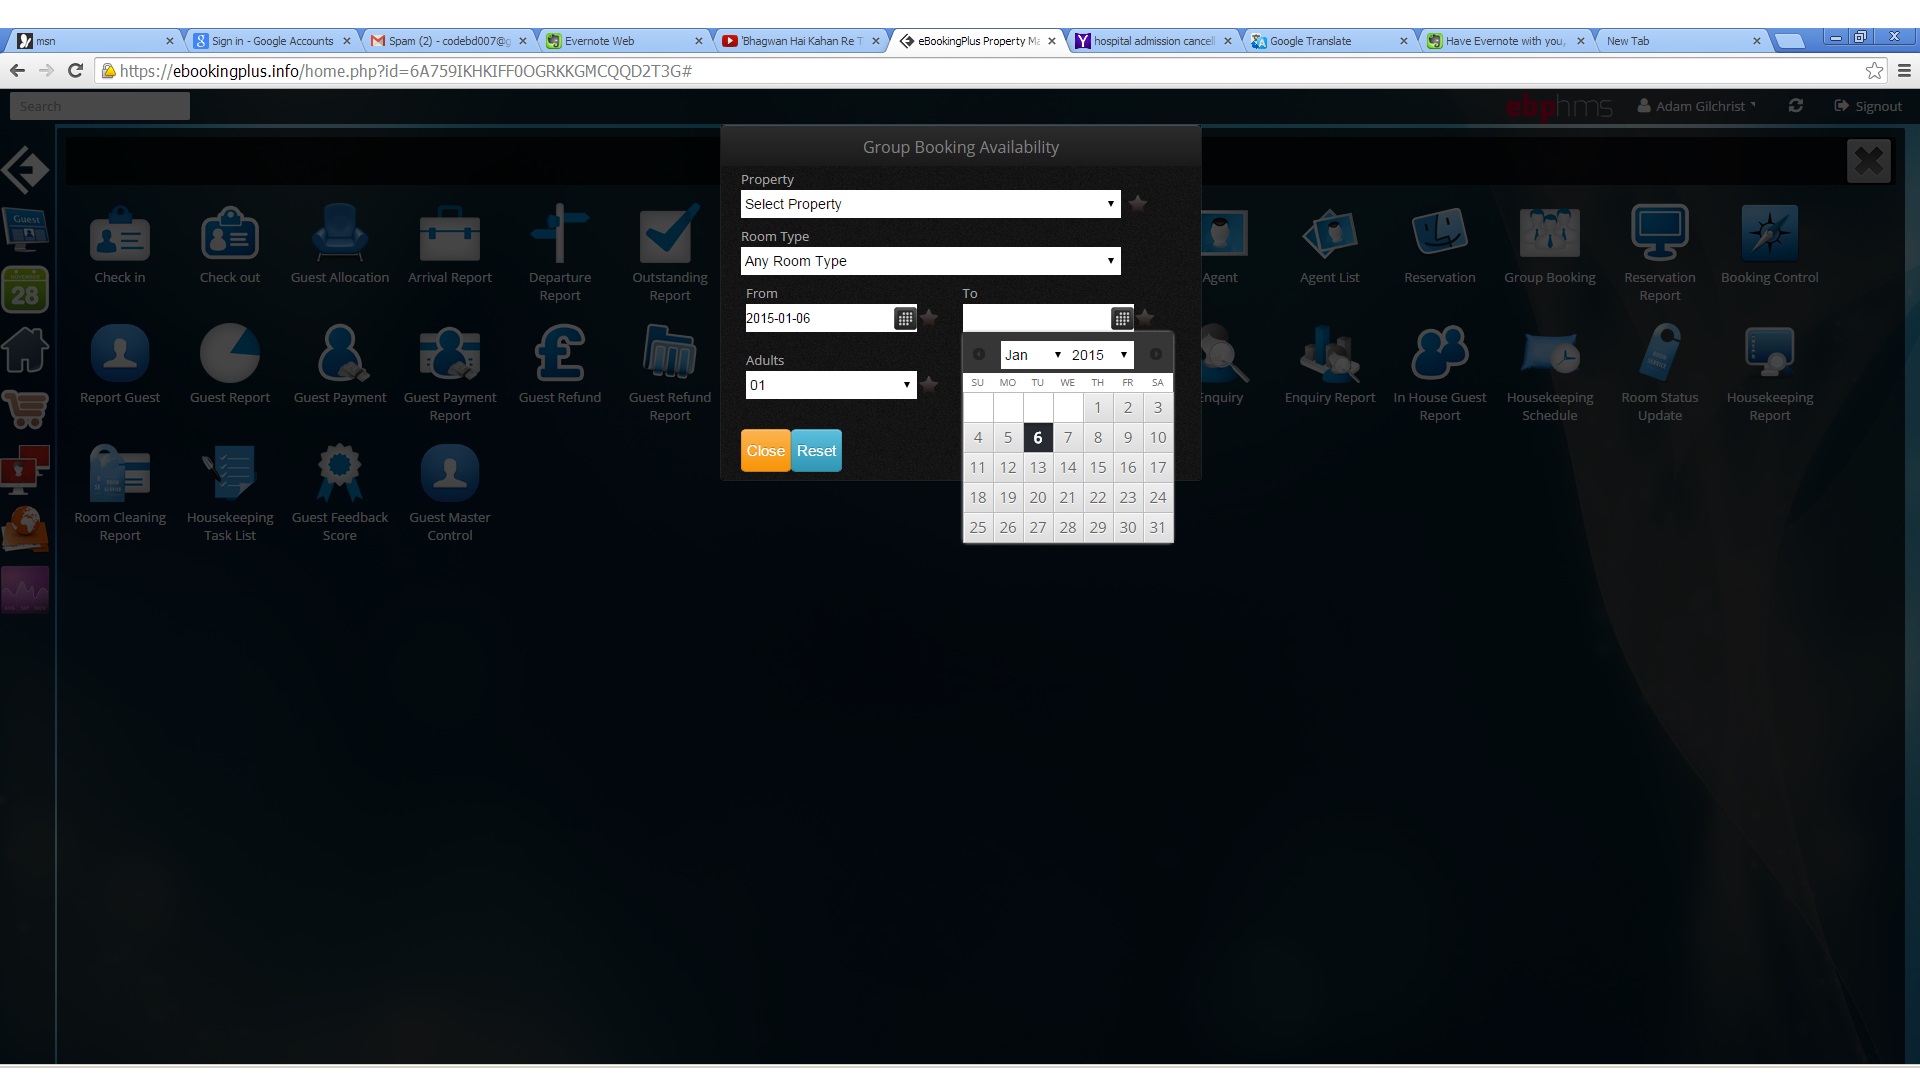 msn
Sign in - Google Accounts
Spam (2) - codebd007@g
Evernote Web
'Bhagwan Hai Kahan Re T
eBookingPlus Property Ma
hospital admission cancell
Google Translate
Have Evernote with you,
New Tab
https://ebookingplus.info/home.php?id=6A759IKHKIFF0OGRKKGMCQQD2T3G#
Search
ebphms
Adam Gilchrist
Signout
Group Booking Availability
Property
Select Property
Room Type
Any Room Type
From
To
2015-01-06
Adults
01
Close
Reset
Jan
2015
SU MO TU WE TH FR SA
1 2 3
4 5 6 7 8 9 10
11 12 13 14 15 16 17
18 19 20 21 22 23 24
25 26 27 28 29 30 31
Guest
NOVEMBER
28
Check in
Check out
Guest Allocation
Arrival Report
Departure
Report
Outstanding
Report
Agent
Agent List
Reservation
Group Booking
Reservation
Report
Booking Control
Report Guest
Guest Report
Guest Payment
Guest Payment
Report
Guest Refund
Guest Refund
Report
Enquiry
Enquiry Report
In House Guest
Report
Housekeeping
Schedule
Room Status
Update
Housekeeping
Report
Room Cleaning
Report
Housekeeping
Task List
Guest Feedback
Score
Guest Master
Control